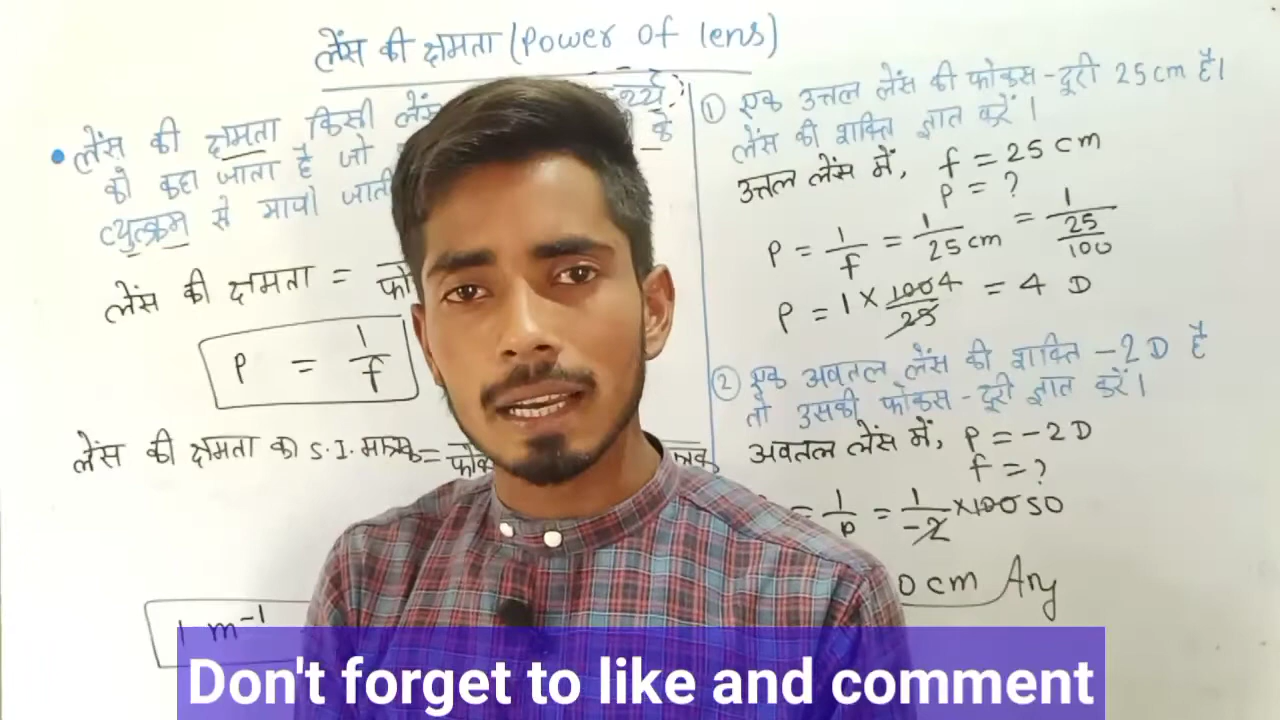 लेंस की क्षमता (Power of lens)
लेंस की क्षमता किसी लेंस
को कहा जाता है जो के
व्युत्क्रम से मापी जाती
लेंस की क्षमता =
P = 1/f
लेंस की क्षमता का S.I. मात्रक =
1 m⁻¹
① एक उत्तल लेंस की फोकस-दूरी 25 cm है।
लेंस की शक्ति ज्ञात करें।
उत्तल लेंस में, f = 25 cm
P = ?
P = 1/f = 1/25 cm = 1/(25/100)
P = 1 × 100 4/25 = 4 D
② एक अवतल लेंस की शक्ति -2 D है
तो उसकी फोकस-दूरी ज्ञात करें।
अवतल लेंस में, P = -2 D
f = ?
= 1/p = 1/-2 × 100 50
0 cm Any
Don't forget to like and comment